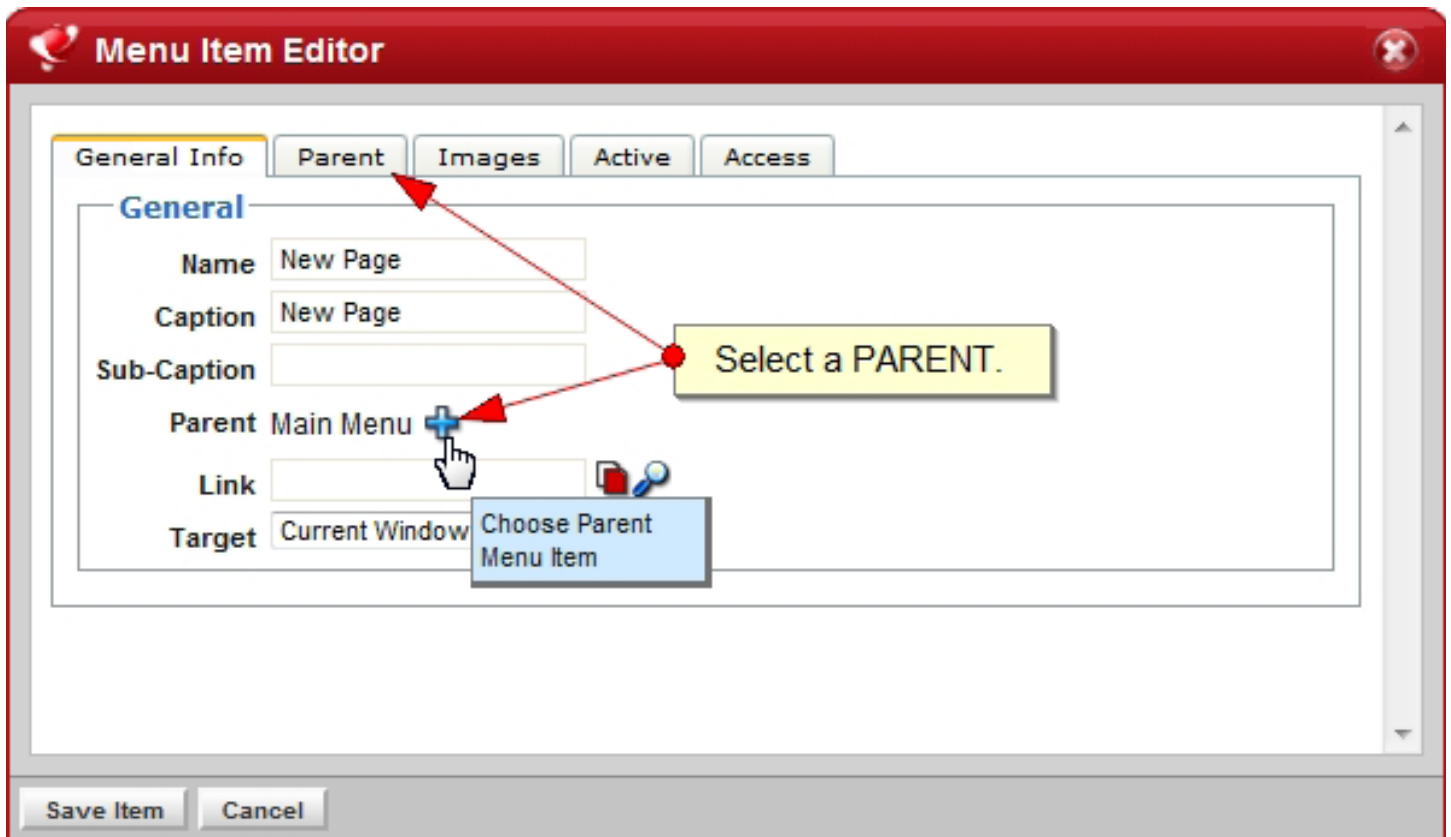 Menu Item Editor
General Info Parent Images Active Access
General
Name New Page
Caption New Page
Sub-Caption
Select a PARENT.
Parent Main Menu
Link
Target Current Window
Choose Parent
Menu Item
Save Item Cancel